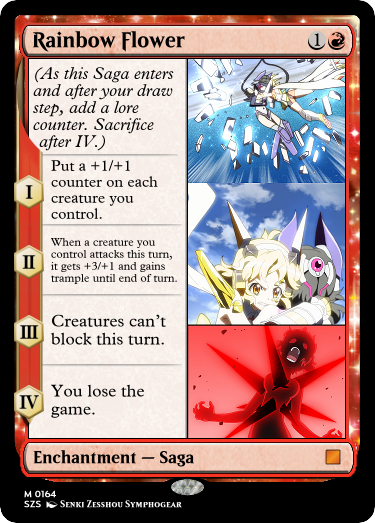 Rainbow Flower 1
(As this Saga enters
and after your draw
step, add a lore
counter. Sacrifice
after IV.)
I
Put a +1/+1
counter on each
creature you
control.
II
When a creature you
control attacks this turn,
it gets +3/+1 and gains
trample until end of turn.
III
Creatures can't
block this turn.
IV
You lose the
game.
Enchantment — Saga
M 0164
SZS Senki Zesshou Symphogear